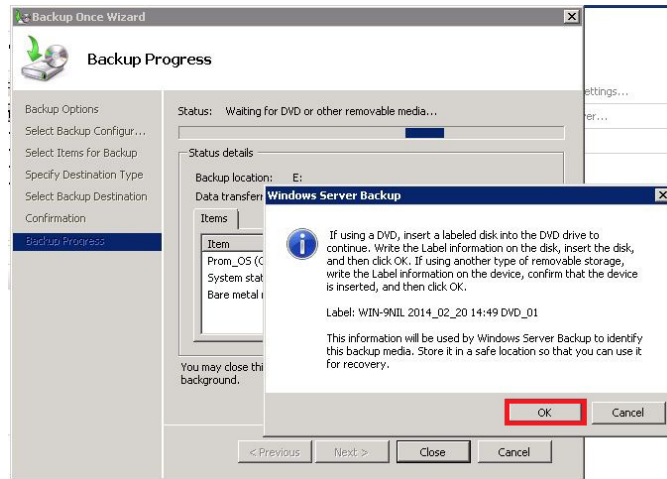 Backup Once Wizard
Backup Progress
Backup Options
Select Backup Configur...
Select Items for Backup
Specify Destination Type
Select Backup Destination
Confirmation
Backup Progress
Status: Waiting for DVD or other removable media...
Status details
Backup location: E:
Data transferr
Items
Item
Prom_OS (C
System stat
Bare metal r
You may close thi
background.
< Previous
Next >
Close
Cancel
ettings...
er...
Windows Server Backup
If using a DVD, insert a labeled disk into the DVD drive to
continue. Write the Label information on the disk, insert the disk,
and then click OK. If using another type of removable storage,
write the Label information on the device, confirm that the device
is inserted, and then click OK.
Label: WIN-9NIL 2014_02_20 14:49 DVD_01
This information will be used by Windows Server Backup to identify
this backup media. Store it in a safe location so that you can use it
for recovery.
OK
Cancel